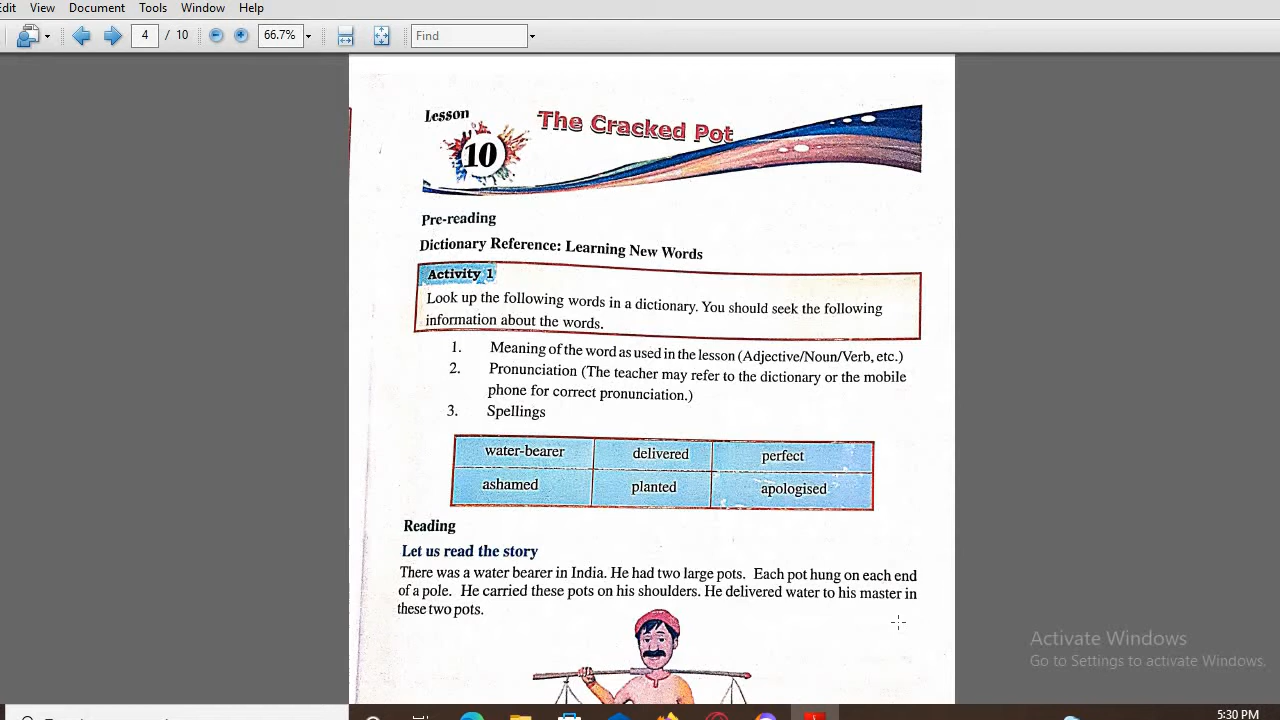 Edit View Document Tools Window Help
4 / 10 66.7% Find
Lesson
10
The Cracked Pot
Pre-reading
Dictionary Reference: Learning New Words
Activity 1
Look up the following words in a dictionary. You should seek the following
information about the words.
1. Meaning of the word as used in the lesson (Adjective/Noun/Verb, etc.)
2. Pronunciation (The teacher may refer to the dictionary or the mobile
phone for correct pronunciation.)
3. Spellings
water-bearer delivered perfect
ashamed planted apologised
Reading
Let us read the story
There was a water bearer in India. He had two large pots. Each pot hung on each end
of a pole. He carried these pots on his shoulders. He delivered water to his master in
these two pots.
Activate Windows
Go to Settings to activate Windows.
5:30 PM